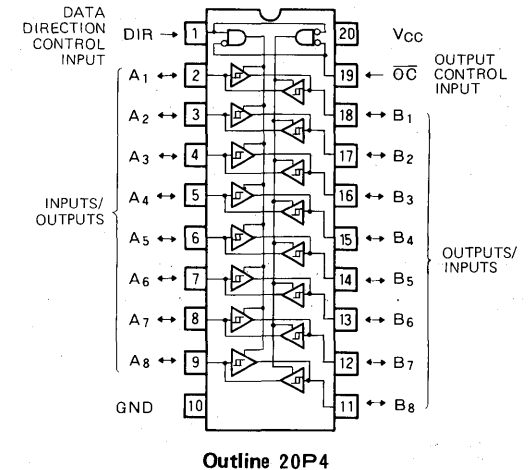 DATA
DIRECTION
CONTROL
INPUT
DIR → 1
20 VCC
A1 ↔ 2
19 ← OC
OUTPUT
CONTROL
INPUT
A2 ↔ 3
18 ↔ B1
A3 ↔ 4
17 ↔ B2
A4 ↔ 5
16 ↔ B3
INPUTS/
OUTPUTS
A5 ↔ 6
15 ↔ B4
OUTPUTS/
INPUTS
A6 ↔ 7
14 ↔ B5
A7 ↔ 8
13 ↔ B6
A8 ↔ 9
12 ↔ B7
GND 10
11 ↔ B8
Outline 20P4